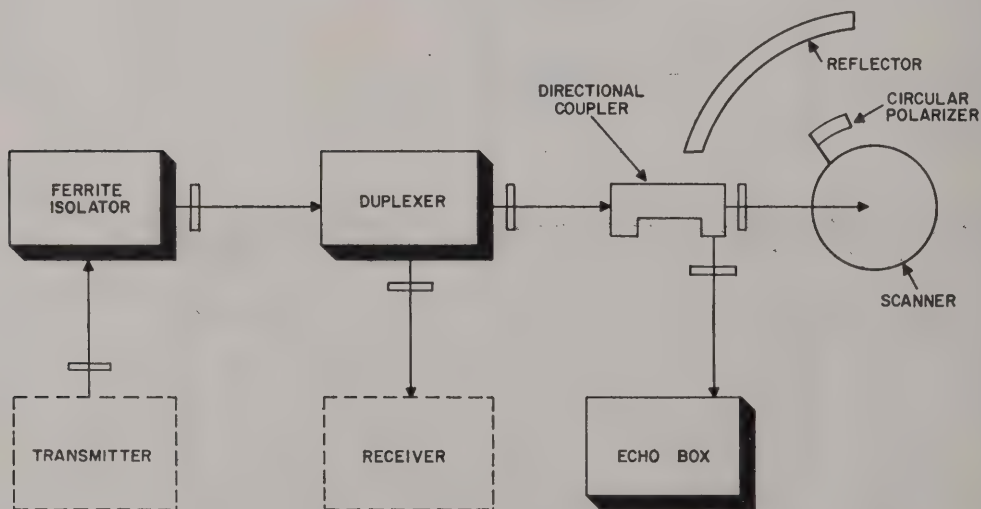 REFLECTOR
DIRECTIONAL
COUPLER
CIRCULAR
POLARIZER
FERRITE
ISOLATOR
DUPLEXER
SCANNER
TRANSMITTER
RECEIVER
ECHO BOX